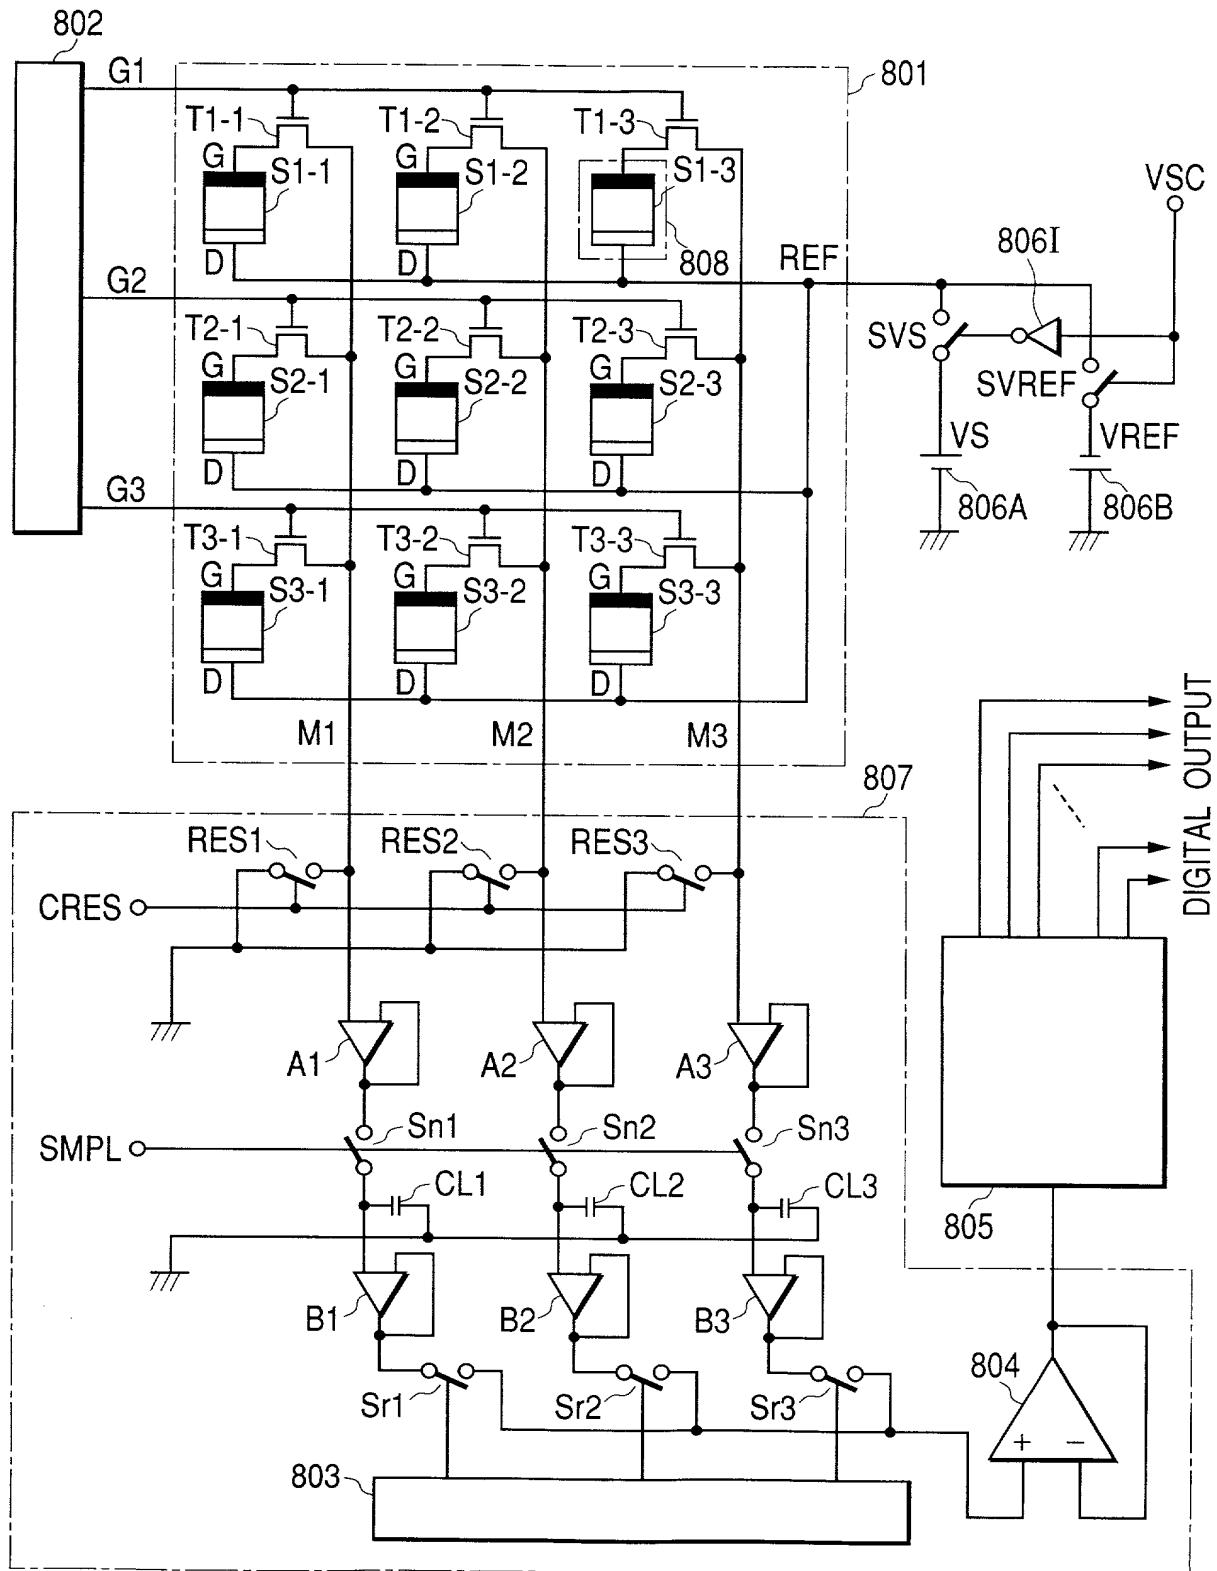 802
G1
801
T1-1
T1-2
T1-3
G
S1-1
G
S1-2
S1-3
VSC
D
D
808
REF
806I
G2
T2-1
T2-2
T2-3
SVS
G
S2-1
G
S2-2
G
S2-3
SVREF
VS
VREF
D
D
D
806A
806B
G3
T3-1
T3-2
T3-3
G
S3-1
G
S3-2
G
S3-3
D
D
D
M1
M2
M3
DIGITAL OUTPUT
807
RES1
RES2
RES3
CRES
A1
A2
A3
SMPL
Sn1
Sn2
Sn3
CL1
CL2
CL3
805
B1
B2
B3
804
Sr1
Sr2
Sr3
+
−
803